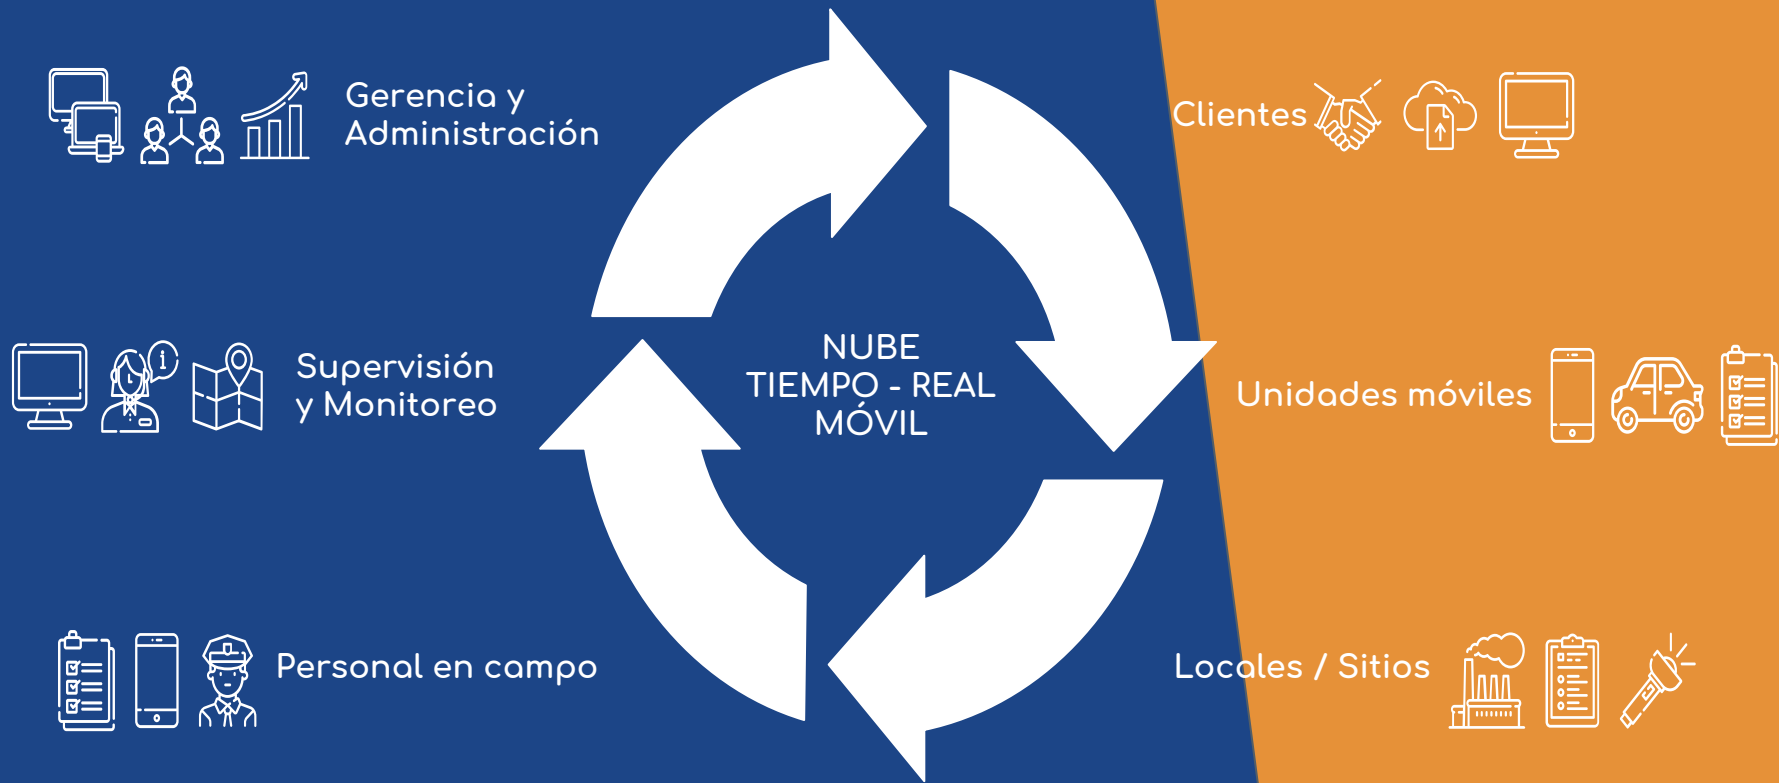 Gerencia y
Administración
Clientes
Supervisión
y Monitoreo
NUBE
TIEMPO - REAL
MÓVIL
Unidades móviles
Personal en campo
Locales / Sitios